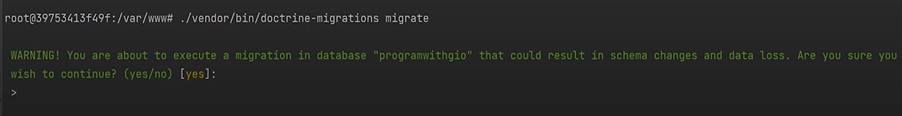 root@39753413f49f:/var/www# ./vendor/bin/doctrine-migrations migrate
WARNING! You are about to execute a migration in database "programwithgio" that could result in schema changes and data loss. Are you sure you
wish to continue? (yes/no) [yes]:
>